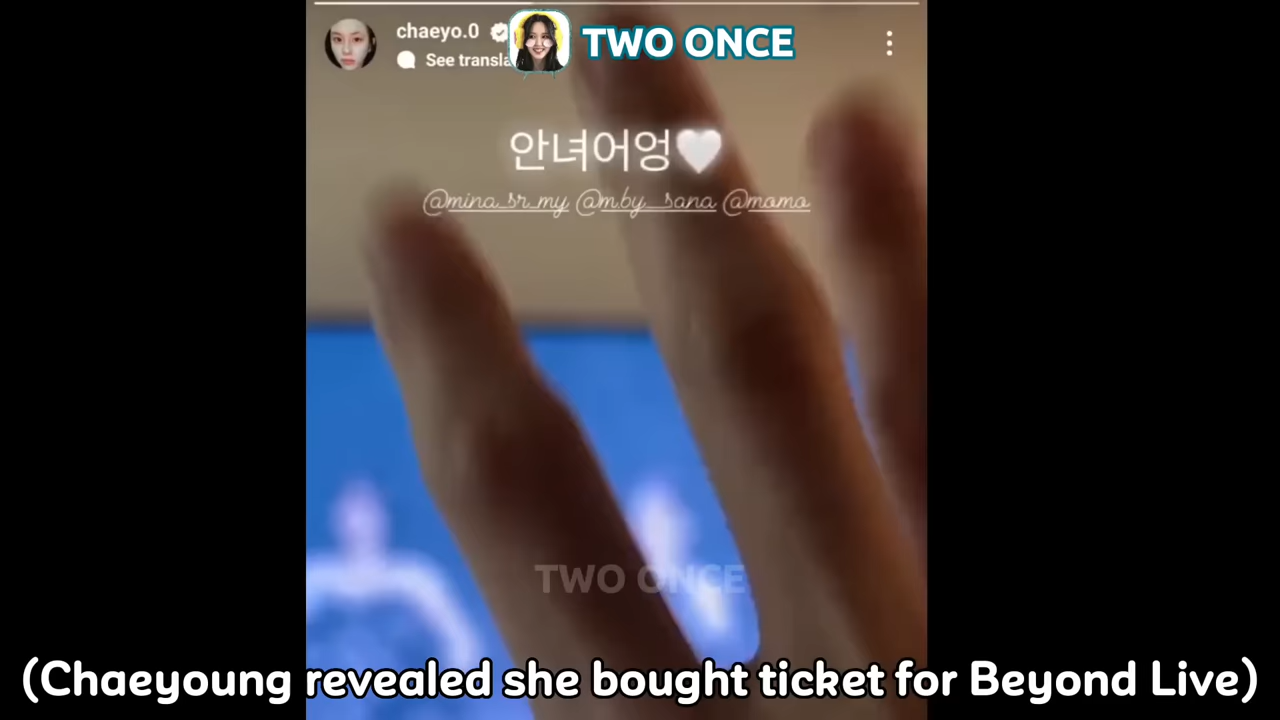 chaeyo.0
TWO ONCE
See transla
안녀어엉🤍
@mina_sr_my @m.by__sana @momo
TWO ONCE
(Chaeyoung revealed she bought ticket for Beyond Live)